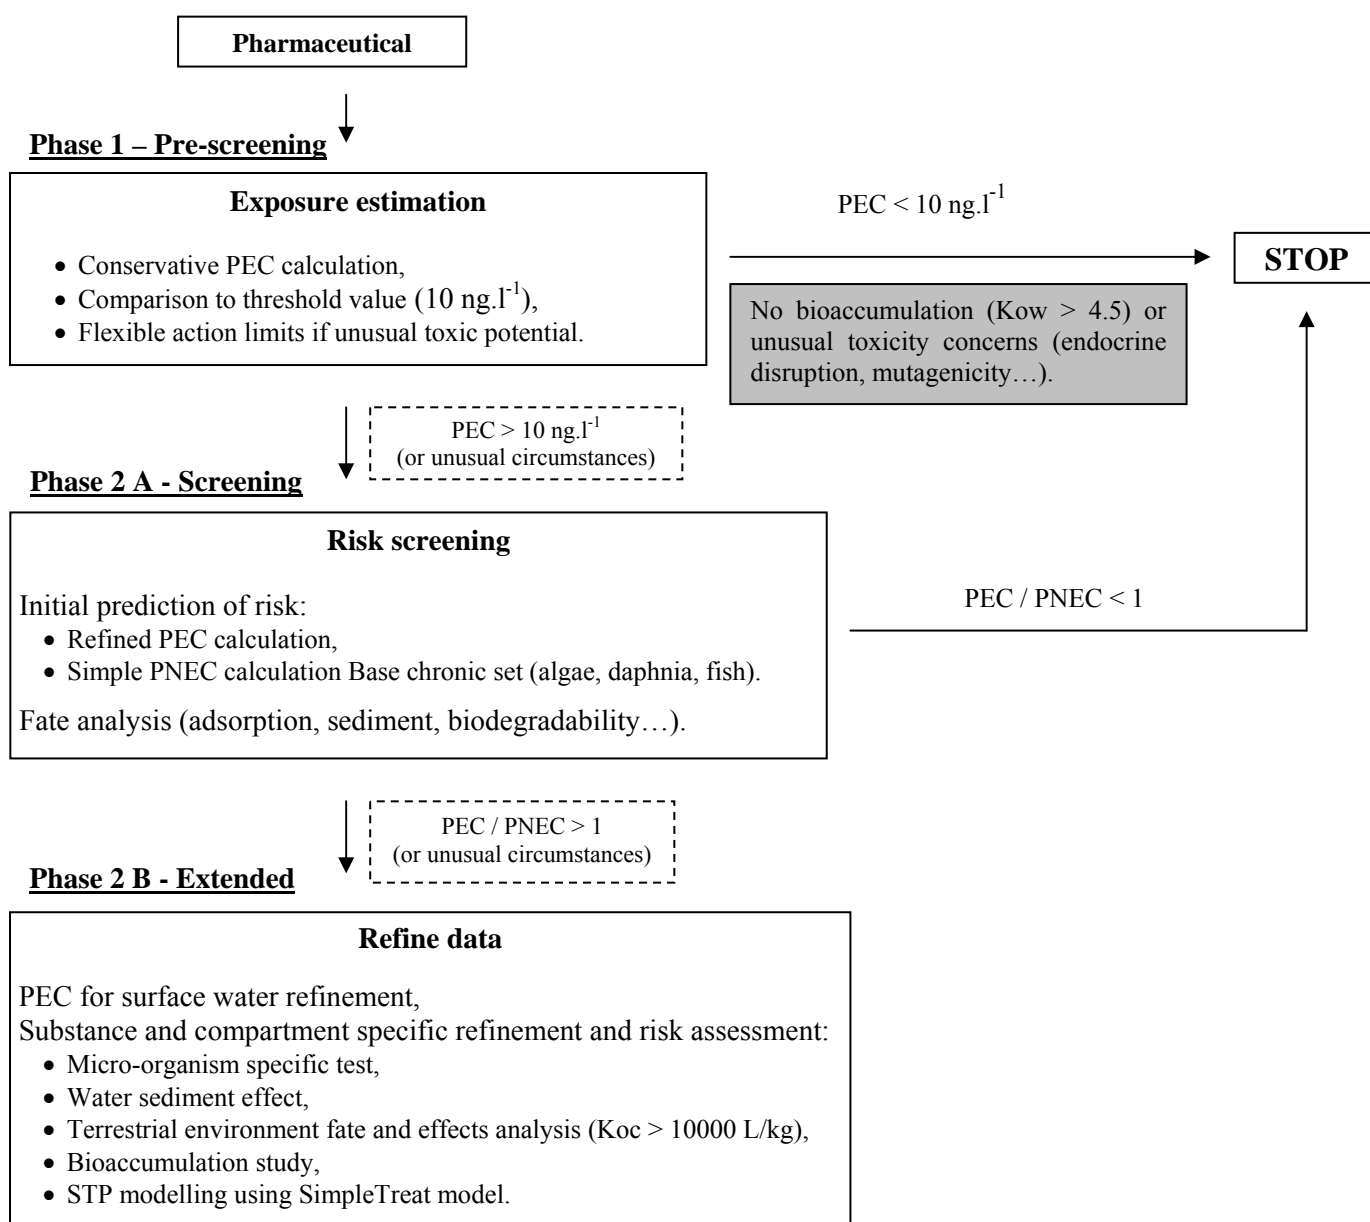 Pharmaceutical
Phase 1 – Pre-screening
Exposure estimation
• Conservative PEC calculation,
• Comparison to threshold value (10 ng.l⁻¹),
• Flexible action limits if unusual toxic potential.
PEC < 10 ng.l⁻¹
STOP
No bioaccumulation (Kow > 4.5) or
unusual toxicity concerns (endocrine
disruption, mutagenicity…).
PEC > 10 ng.l⁻¹
(or unusual circumstances)
Phase 2 A - Screening
Risk screening
Initial prediction of risk:
• Refined PEC calculation,
• Simple PNEC calculation Base chronic set (algae, daphnia, fish).
Fate analysis (adsorption, sediment, biodegradability…).
PEC / PNEC < 1
PEC / PNEC > 1
(or unusual circumstances)
Phase 2 B - Extended
Refine data
PEC for surface water refinement,
Substance and compartment specific refinement and risk assessment:
• Micro-organism specific test,
• Water sediment effect,
• Terrestrial environment fate and effects analysis (Koc > 10000 L/kg),
• Bioaccumulation study,
• STP modelling using SimpleTreat model.